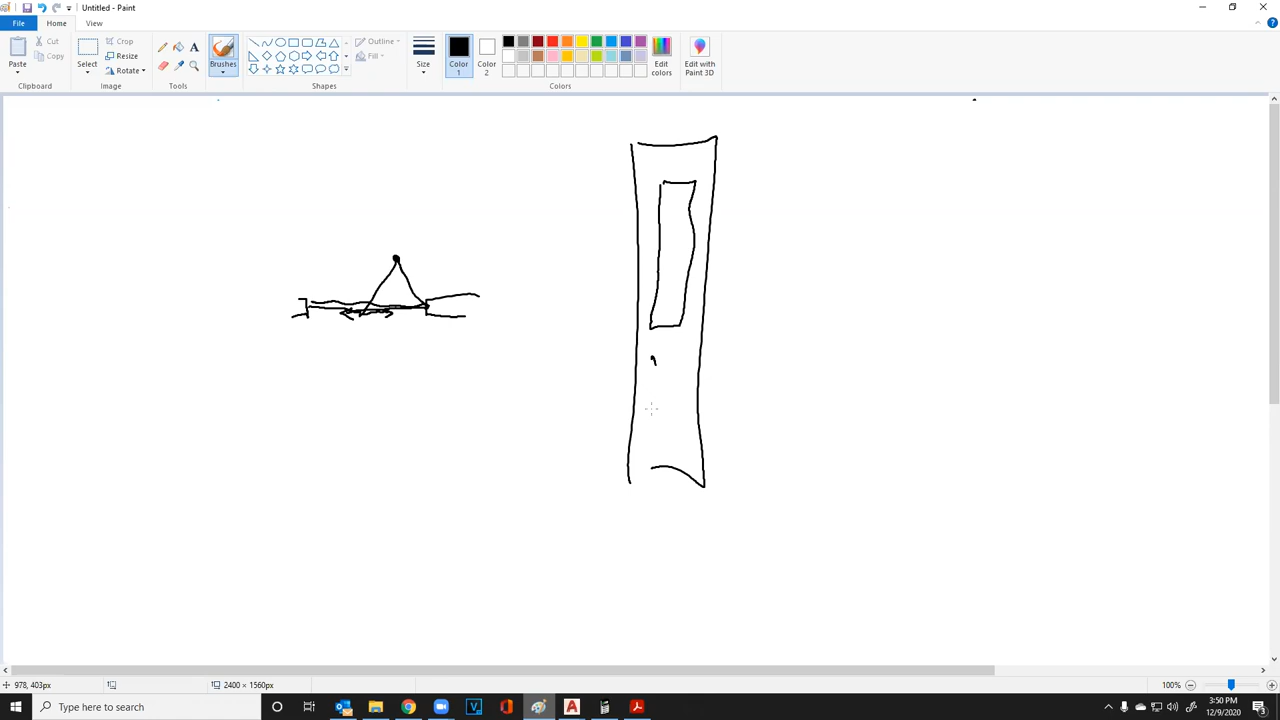 Untitled - Paint
File
Home
View
Paste
Cut
Copy
Clipboard
Select
Crop
Resize
Rotate
Image
A
Tools
Brushes
Outline
Fill
Shapes
Size
Color
1
Color
2
Edit
colors
Colors
Edit with
Paint 3D
978, 403px
2400 × 1560px
100%
Type here to search
3:50 PM
12/9/2020